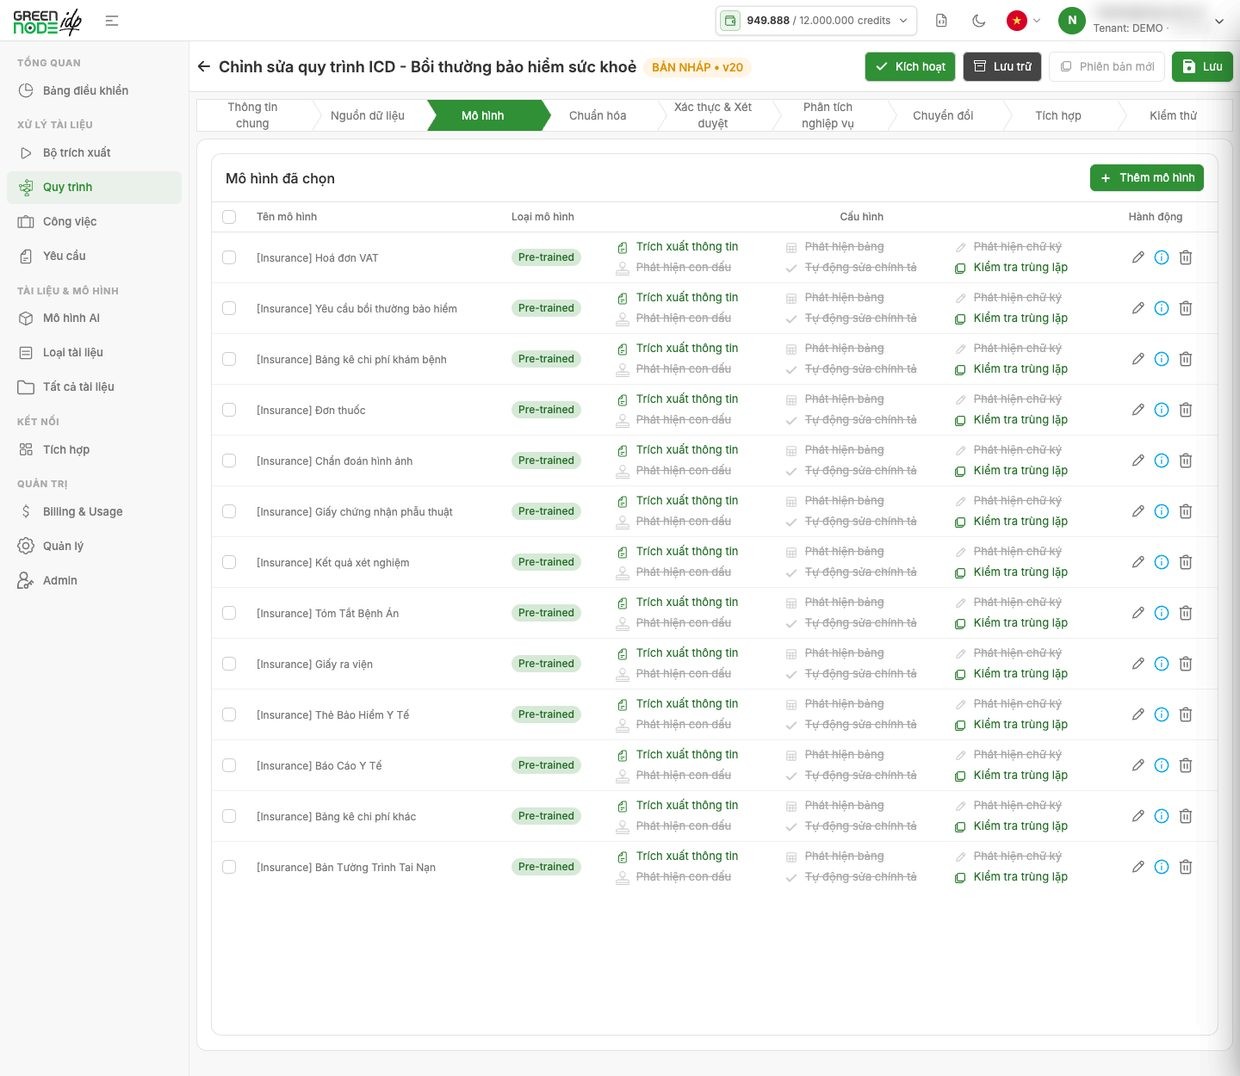 GREEN NODE idp
949.888 / 12.000.000 credits
N
Tenant: DEMO -
TỔNG QUAN
Bảng điều khiển
XỬ LÝ TÀI LIỆU
Bộ trích xuất
Quy trình
Công việc
Yêu cầu
TÀI LIỆU & MÔ HÌNH
Mô hình AI
Loại tài liệu
Tất cả tài liệu
KẾT NỐI
Tích hợp
QUẢN TRỊ
Billing & Usage
Quản lý
Admin
Chỉnh sửa quy trình ICD - Bồi thường bảo hiểm sức khoẻ
BẢN NHÁP • v20
Kích hoạt
Lưu trữ
Phiên bản mới
Lưu
Thông tin chung
Nguồn dữ liệu
Mô hình
Chuẩn hóa
Xác thực & Xét duyệt
Phân tích nghiệp vụ
Chuyển đổi
Tích hợp
Kiểm thử
Mô hình đã chọn
+ Thêm mô hình
Tên mô hình Loại mô hình Cấu hình Hành động
[Insurance] Hoá đơn VAT Pre-trained
Trích xuất thông tin Phát hiện bảng Phát hiện chữ ký
Phát hiện con dấu Tự động sửa chính tả Kiểm tra trùng lặp
[Insurance] Yêu cầu bồi thường bảo hiểm Pre-trained
Trích xuất thông tin Phát hiện bảng Phát hiện chữ ký
Phát hiện con dấu Tự động sửa chính tả Kiểm tra trùng lặp
[Insurance] Bảng kê chi phí khám bệnh Pre-trained
Trích xuất thông tin Phát hiện bảng Phát hiện chữ ký
Phát hiện con dấu Tự động sửa chính tả Kiểm tra trùng lặp
[Insurance] Đơn thuốc Pre-trained
Trích xuất thông tin Phát hiện bảng Phát hiện chữ ký
Phát hiện con dấu Tự động sửa chính tả Kiểm tra trùng lặp
[Insurance] Chẩn đoán hình ảnh Pre-trained
Trích xuất thông tin Phát hiện bảng Phát hiện chữ ký
Phát hiện con dấu Tự động sửa chính tả Kiểm tra trùng lặp
[Insurance] Giấy chứng nhận phẫu thuật Pre-trained
Trích xuất thông tin Phát hiện bảng Phát hiện chữ ký
Phát hiện con dấu Tự động sửa chính tả Kiểm tra trùng lặp
[Insurance] Kết quả xét nghiệm Pre-trained
Trích xuất thông tin Phát hiện bảng Phát hiện chữ ký
Phát hiện con dấu Tự động sửa chính tả Kiểm tra trùng lặp
[Insurance] Tóm Tắt Bệnh Án Pre-trained
Trích xuất thông tin Phát hiện bảng Phát hiện chữ ký
Phát hiện con dấu Tự động sửa chính tả Kiểm tra trùng lặp
[Insurance] Giấy ra viện Pre-trained
Trích xuất thông tin Phát hiện bảng Phát hiện chữ ký
Phát hiện con dấu Tự động sửa chính tả Kiểm tra trùng lặp
[Insurance] Thẻ Bảo Hiểm Y Tế Pre-trained
Trích xuất thông tin Phát hiện bảng Phát hiện chữ ký
Phát hiện con dấu Tự động sửa chính tả Kiểm tra trùng lặp
[Insurance] Báo Cáo Y Tế Pre-trained
Trích xuất thông tin Phát hiện bảng Phát hiện chữ ký
Phát hiện con dấu Tự động sửa chính tả Kiểm tra trùng lặp
[Insurance] Bảng kê chi phí khác Pre-trained
Trích xuất thông tin Phát hiện bảng Phát hiện chữ ký
Phát hiện con dấu Tự động sửa chính tả Kiểm tra trùng lặp
[Insurance] Bản Tường Trình Tai Nạn Pre-trained
Trích xuất thông tin Phát hiện bảng Phát hiện chữ ký
Phát hiện con dấu Tự động sửa chính tả Kiểm tra trùng lặp